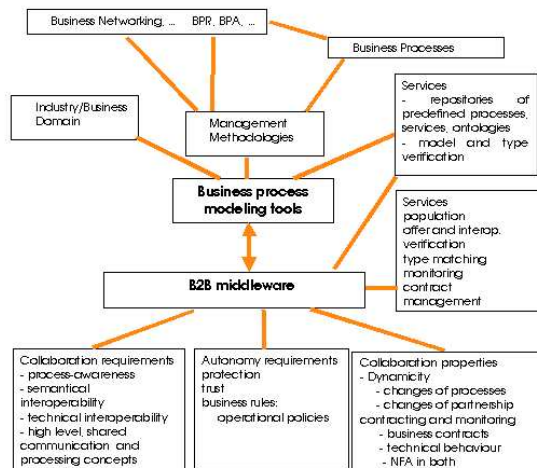 Business Networking, ...    BPR, BPA, ...
Business Processes
Industry/Business
Domain
Management
Methodologies
Services
- repositories of
predefined processes,
services, ontologies
- model and type
verification
Business process
modeling tools
Services
population
offer and interop.
verification
type matching
monitoring
contract
management
B2B middleware
Collaboration requirements
- process-awareness
- semantical
interoperability
- technical interoperability
- high level, shared
communication and
processing concepts
Autonomy requirements
protection
trust
business rules:
operational policies
Collaboration properties
- Dynamicity
- changes of processes
- changes of partnership
contracting and monitoring
- business contracts
- technical behaviour
- NFA in both